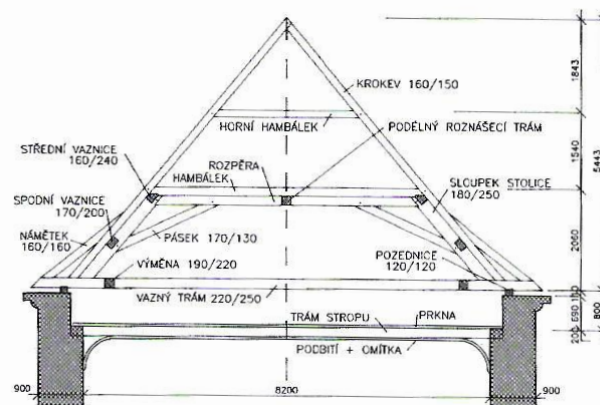 KROKEV 160/150
HORNÍ HAMBÁLEK
PODÉLNÝ ROZNÁŠECÍ TRÁM
STŘEDNÍ VAZNICE
160/240
ROZPĚRA
HAMBÁLEK
SLOUPEK STOLICE
180/250
SPODNÍ VAZNICE
170/200
NÁMĚTEK
160/160
PÁSEK 170/130
POZEDNICE
120/120
VÝMĚNA 190/220
VAZNÝ TRÁM 220/250
TRÁM STROPU
PRKNA
PODBITÍ + OMÍTKA
900
8200
900
1843
1540
2060
5443
690
200
800